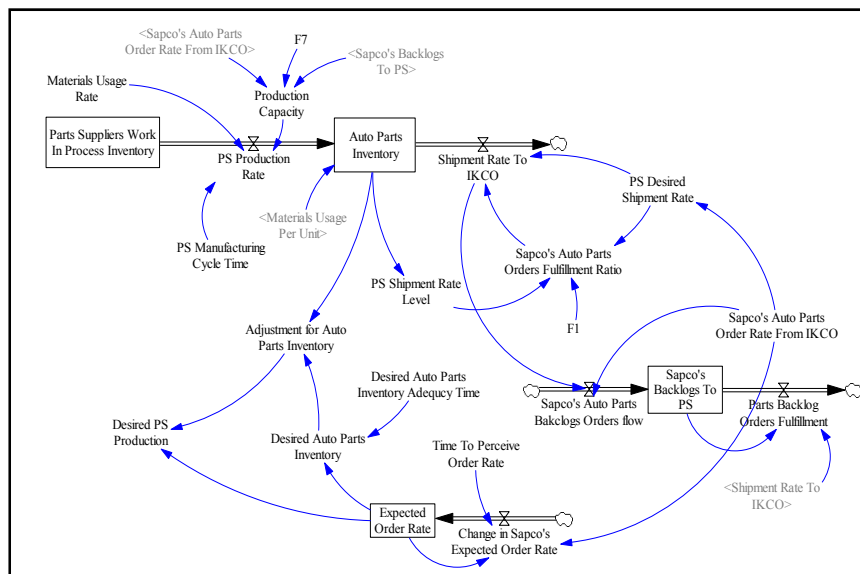 <Sapco's Auto Parts
Order Rate From IKCO>
F7
<Sapco's Backlogs
To PS>
Materials Usage
Rate
Production
Capacity
Parts Suppliers Work
In Process Inventory
PS Production
Rate
Auto Parts
Inventory
Shipment Rate To
IKCO
PS Desired
Shipment Rate
<Materials Usage
Per Unit>
PS Manufacturing
Cycle Time
Sapco's Auto Parts
Orders Fulfillment Ratio
PS Shipment Rate
Level
F1
Sapco's Auto Parts
Order Rate From IKCO
Adjustment for Auto
Parts Inventory
Desired Auto Parts
Inventory Adequcy Time
Sapco's Auto Parts
Bakclogs Orders flow
Sapco's
Backlogs To
PS
Parts Backlog
Orders Fulfillment
Desired PS
Production
Desired Auto Parts
Inventory
Time To Perceive
Order Rate
<Shipment Rate To
IKCO>
Expected
Order Rate
Change in Sapco's
Expected Order Rate